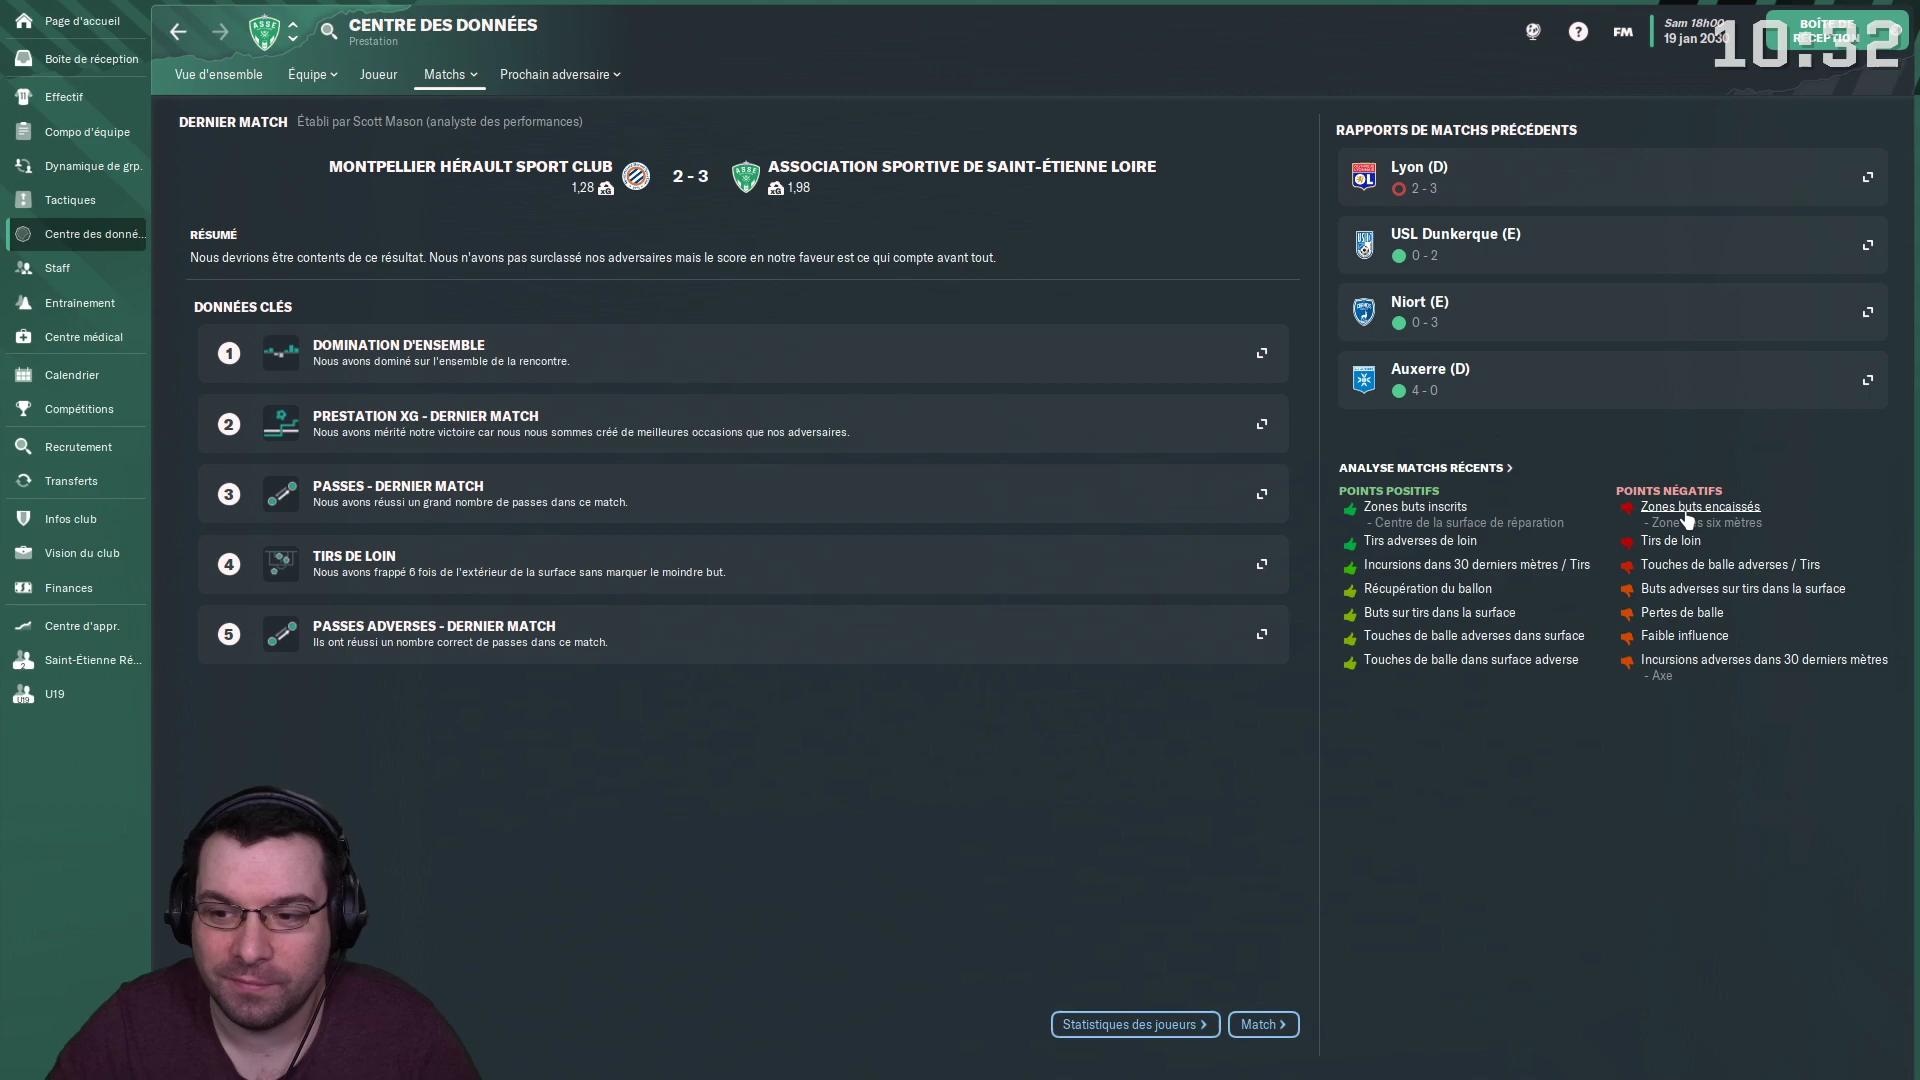 Page d'accueil
Boîte de réception
Effectif
Compo d'équipe
Dynamique de grp.
Tactiques
Centre des donné...
Staff
Entraînement
Centre médical
Calendrier
Compétitions
Recrutement
Transferts
Infos club
Vision du club
Finances
Centre d'appr.
Saint-Étienne Ré...
U19
CENTRE DES DONNÉES
Prestation
FM
Sam 18h00
19 jan 2030
BOÎTE DE
RÉCEPTION
10:32
Vue d'ensemble
Équipe
Joueur
Matchs
Prochain adversaire
DERNIER MATCH Établi par Scott Mason (analyste des performances)
MONTPELLIER HÉRAULT SPORT CLUB 2 - 3 ASSOCIATION SPORTIVE DE SAINT-ÉTIENNE LOIRE
1,28 xG xG 1,98
RÉSUMÉ
Nous devrions être contents de ce résultat. Nous n'avons pas surclassé nos adversaires mais le score en notre faveur est ce qui compte avant tout.
DONNÉES CLÉS
1
DOMINATION D'ENSEMBLE
Nous avons dominé sur l'ensemble de la rencontre.
2
PRESTATION XG - DERNIER MATCH
Nous avons mérité notre victoire car nous nous sommes créé de meilleures occasions que nos adversaires.
3
PASSES - DERNIER MATCH
Nous avons réussi un grand nombre de passes dans ce match.
4
TIRS DE LOIN
Nous avons frappé 6 fois de l'extérieur de la surface sans marquer le moindre but.
5
PASSES ADVERSES - DERNIER MATCH
Ils ont réussi un nombre correct de passes dans ce match.
Statistiques des joueurs
Match
RAPPORTS DE MATCHS PRÉCÉDENTS
Lyon (D)
2 - 3
USL Dunkerque (E)
0 - 2
Niort (E)
0 - 3
Auxerre (D)
4 - 0
ANALYSE MATCHS RÉCENTS
POINTS POSITIFS
Zones buts inscrits
- Centre de la surface de réparation
Tirs adverses de loin
Incursions dans 30 derniers mètres / Tirs
Récupération du ballon
Buts sur tirs dans la surface
Touches de balle adverses dans surface
Touches de balle dans surface adverse
POINTS NÉGATIFS
Zones buts encaissés
- Zone des six mètres
Tirs de loin
Touches de balle adverses / Tirs
Buts adverses sur tirs dans la surface
Pertes de balle
Faible influence
Incursions adverses dans 30 derniers mètres
- Axe